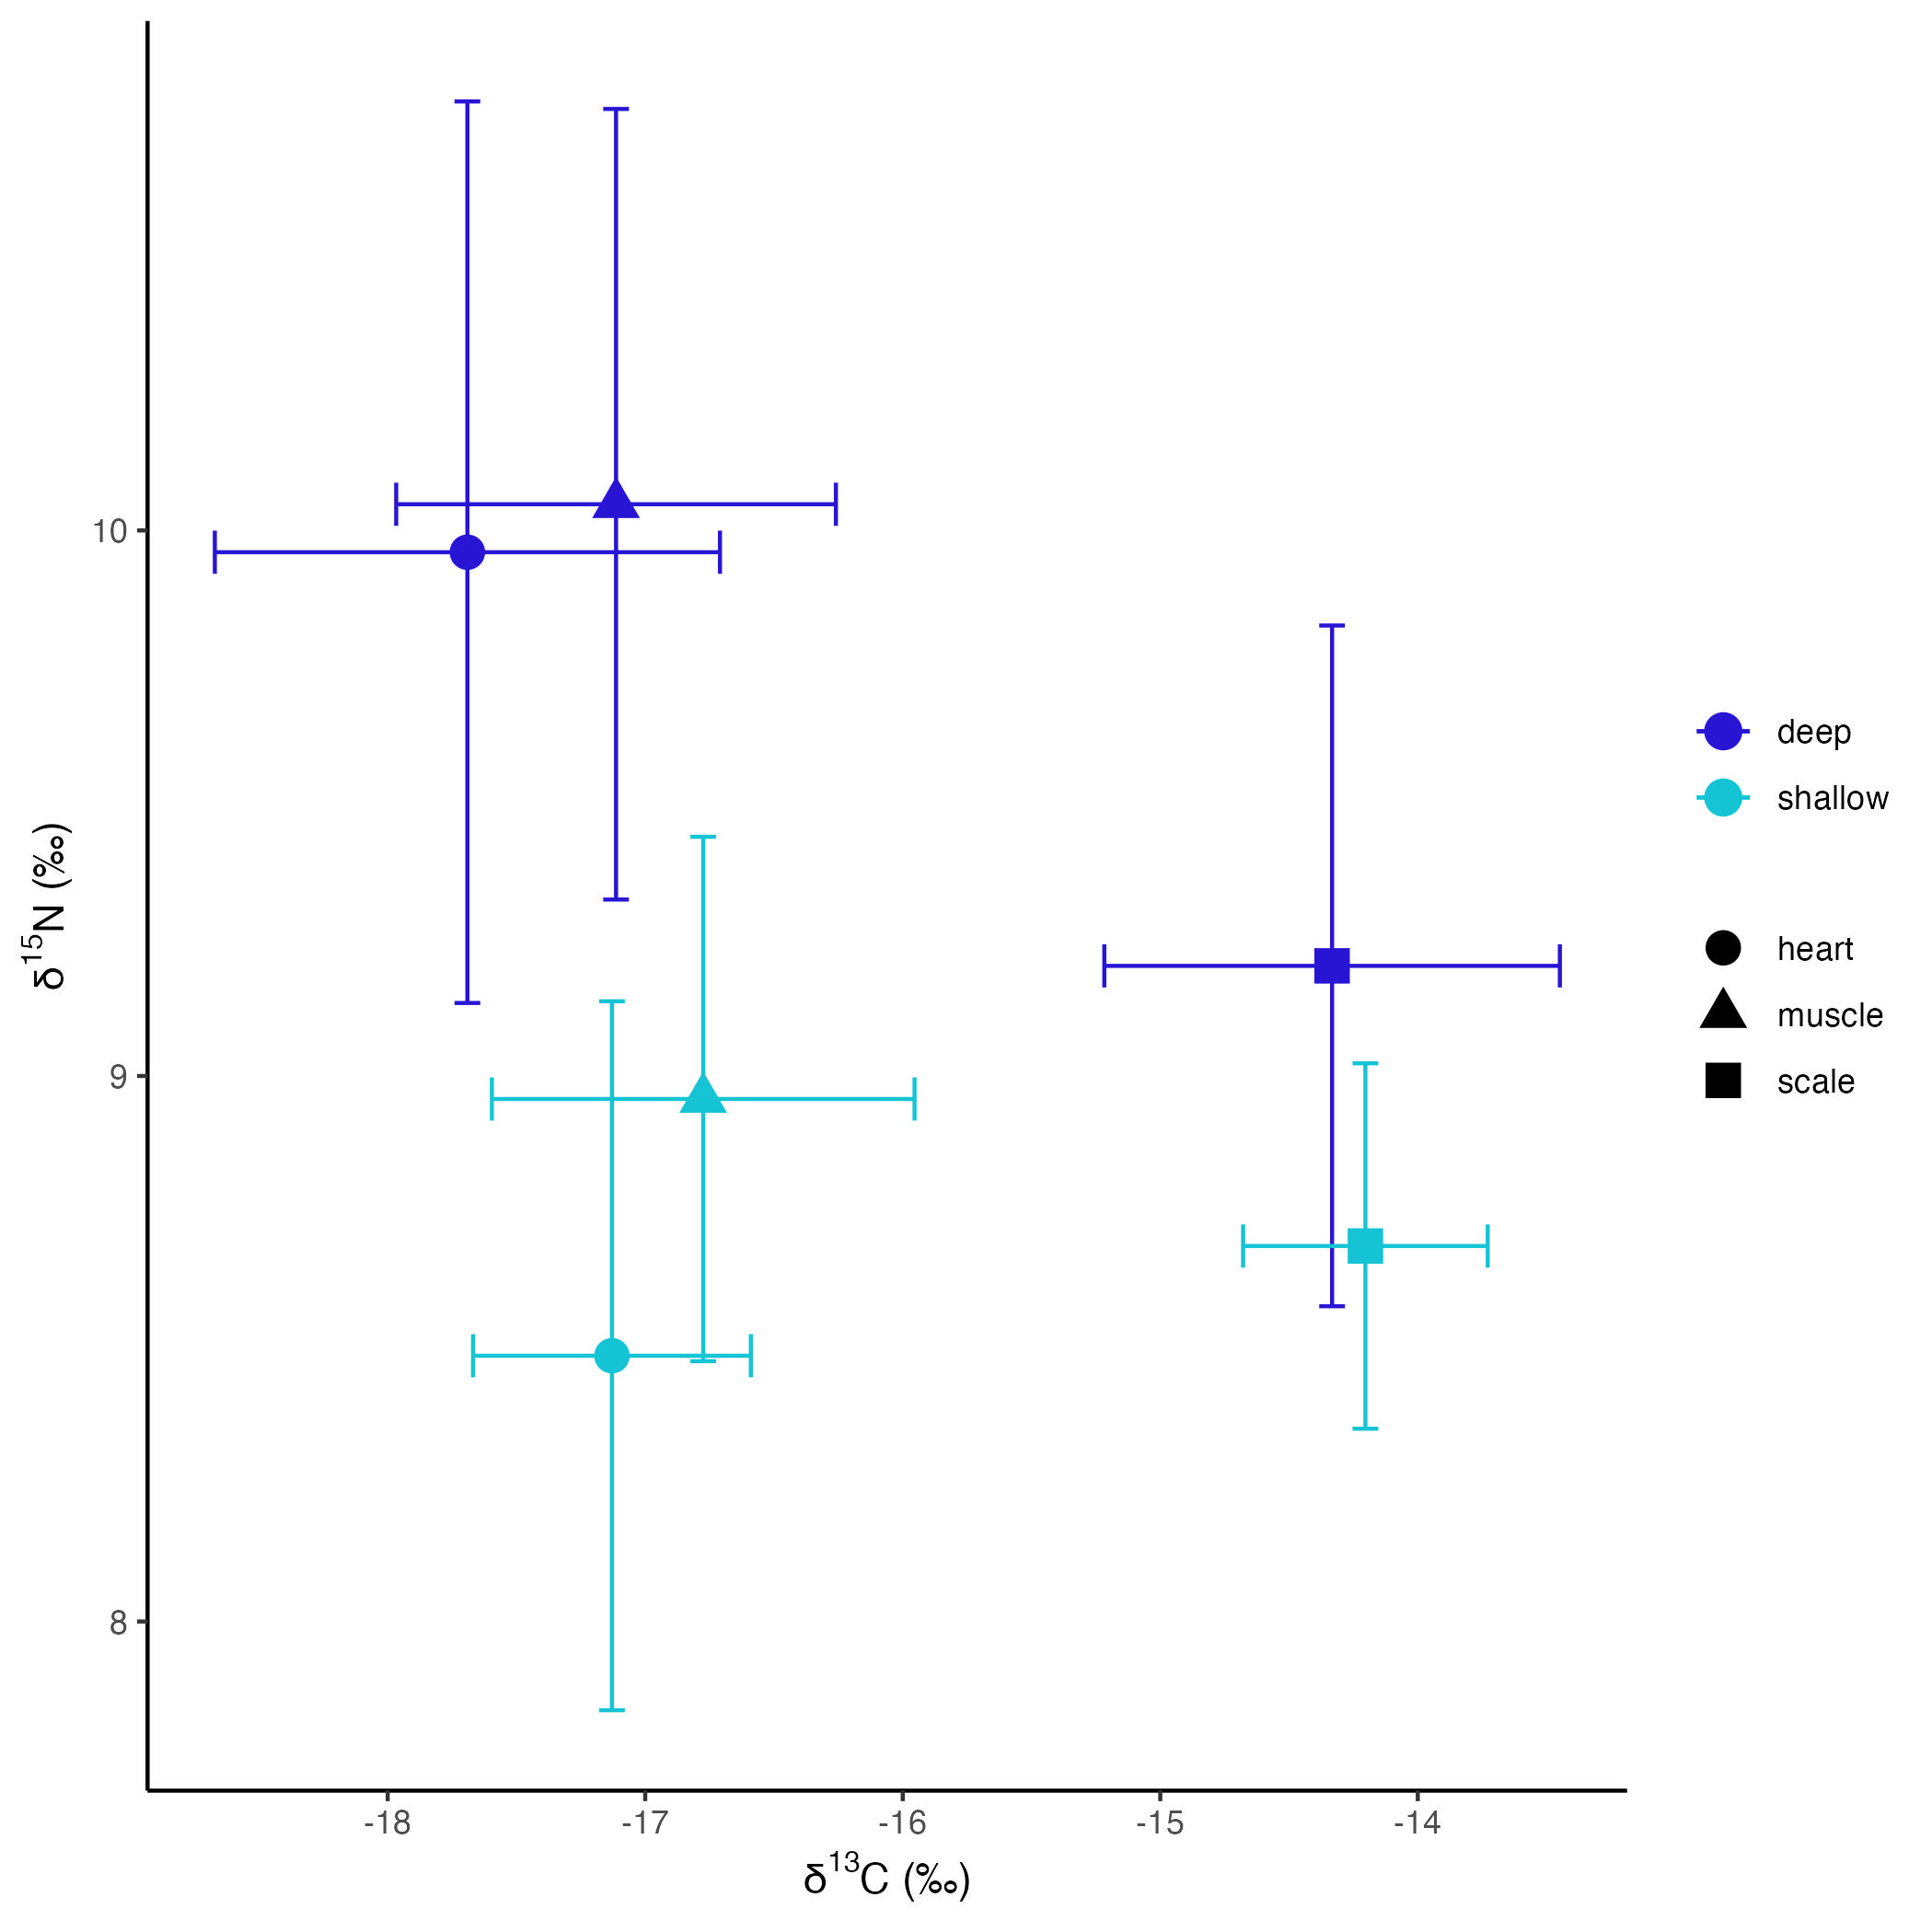 10
9
8
δ15N (‰)
-18 -17 -16 -15 -14
δ13C (‰)
deep
shallow
heart
muscle
scale